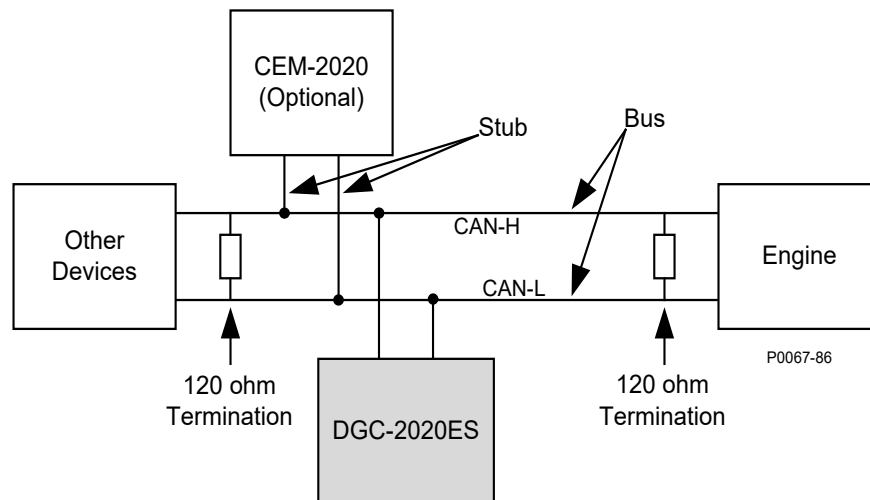 CEM-2020
(Optional)
Stub
Bus
Other
Devices
CAN-H
CAN-L
Engine
P0067-86
120 ohm
Termination
120 ohm
Termination
DGC-2020ES